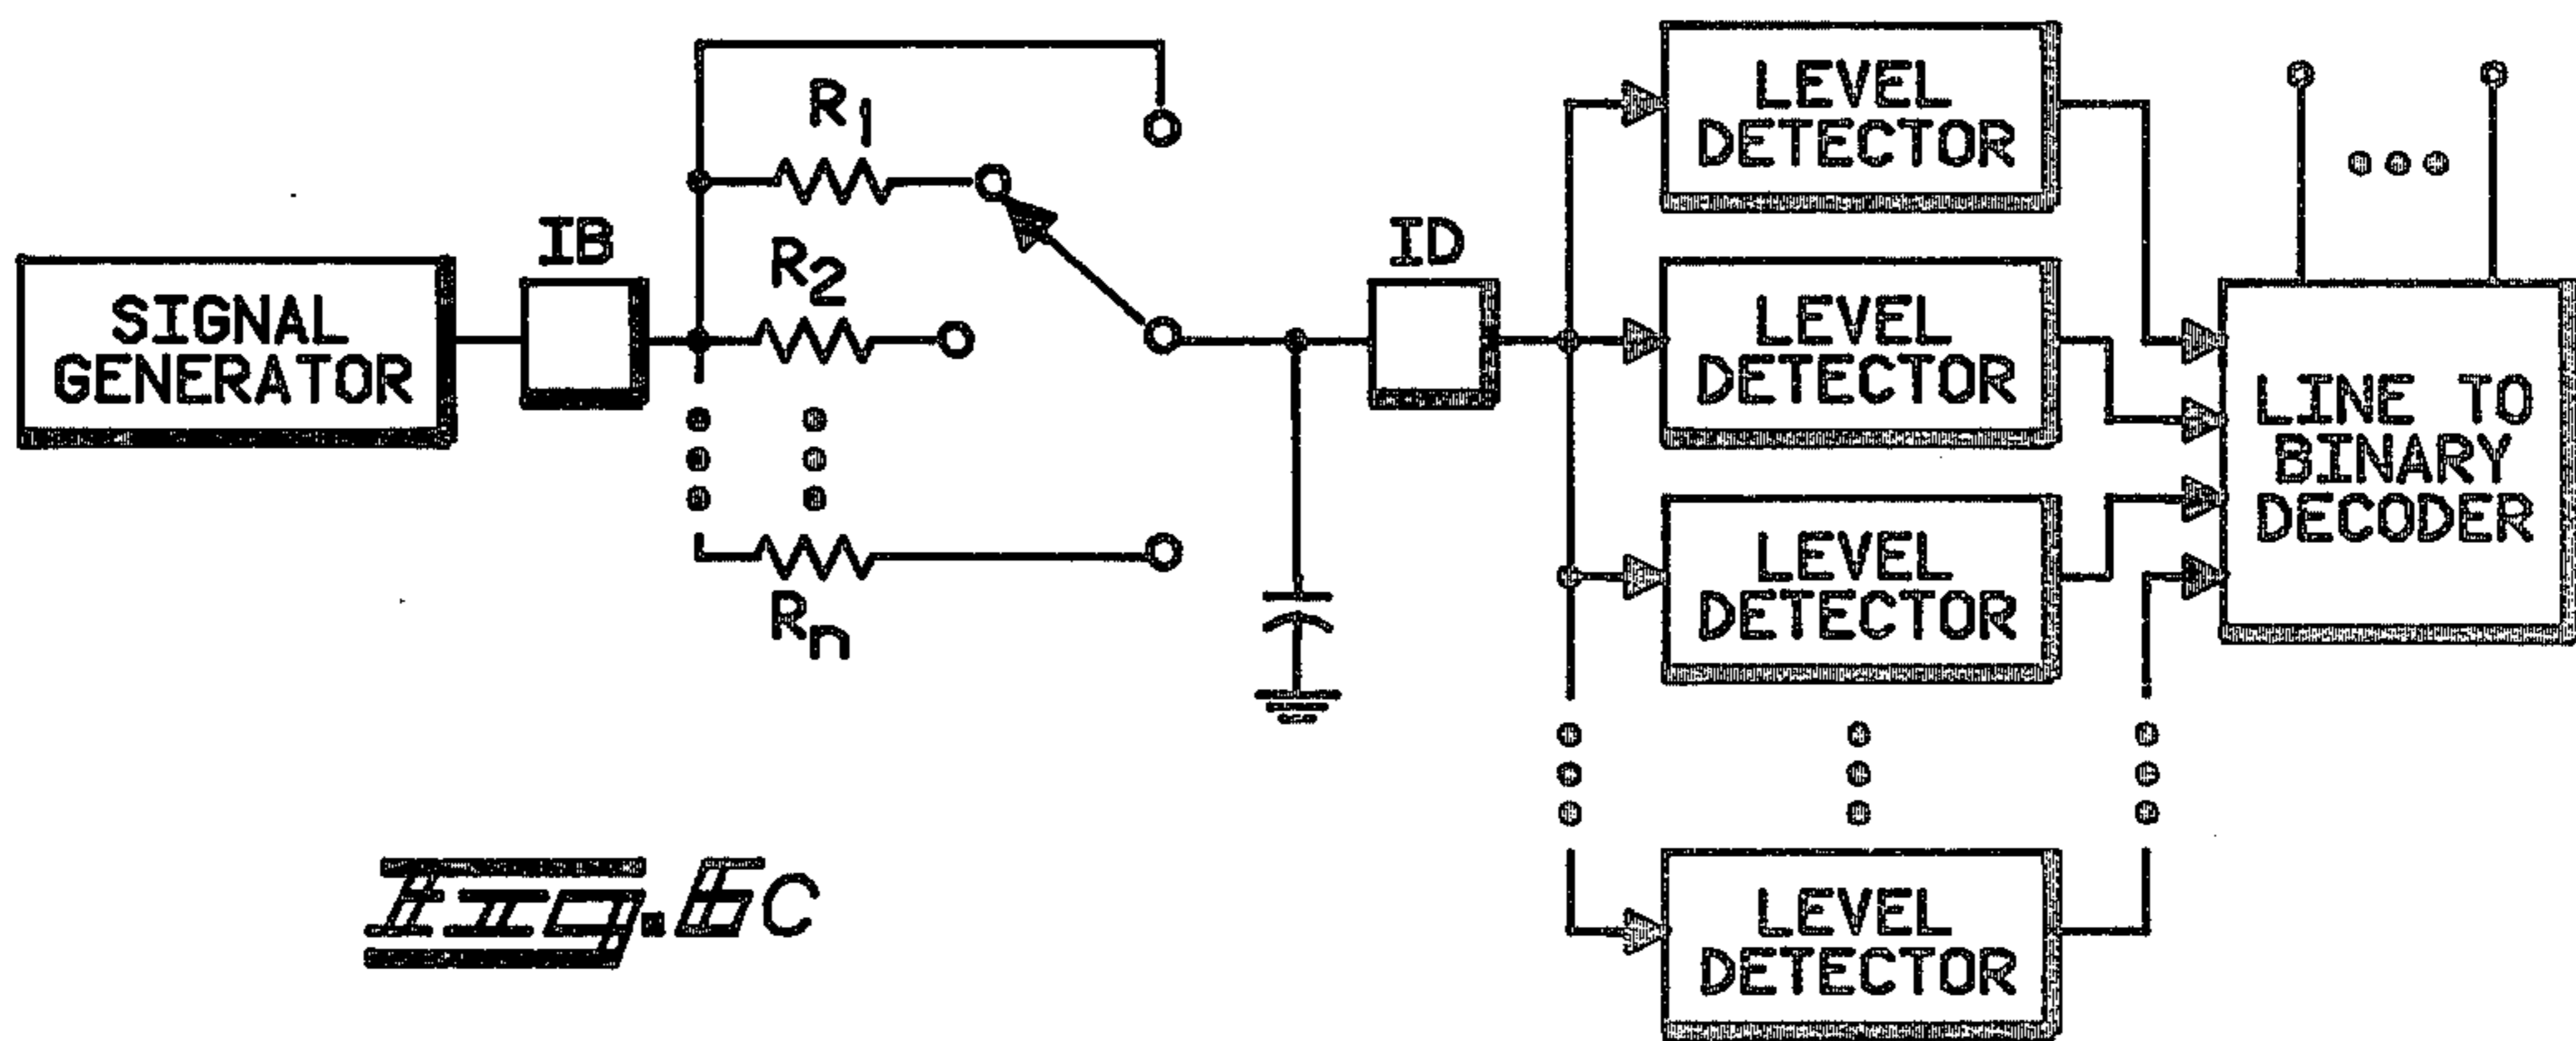 SIGNAL
GENERATOR
IB
R1
R2
Rn
ID
LEVEL
DETECTOR
LEVEL
DETECTOR
LEVEL
DETECTOR
LEVEL
DETECTOR
LINE TO
BINARY
DECODER
Fig. 6C